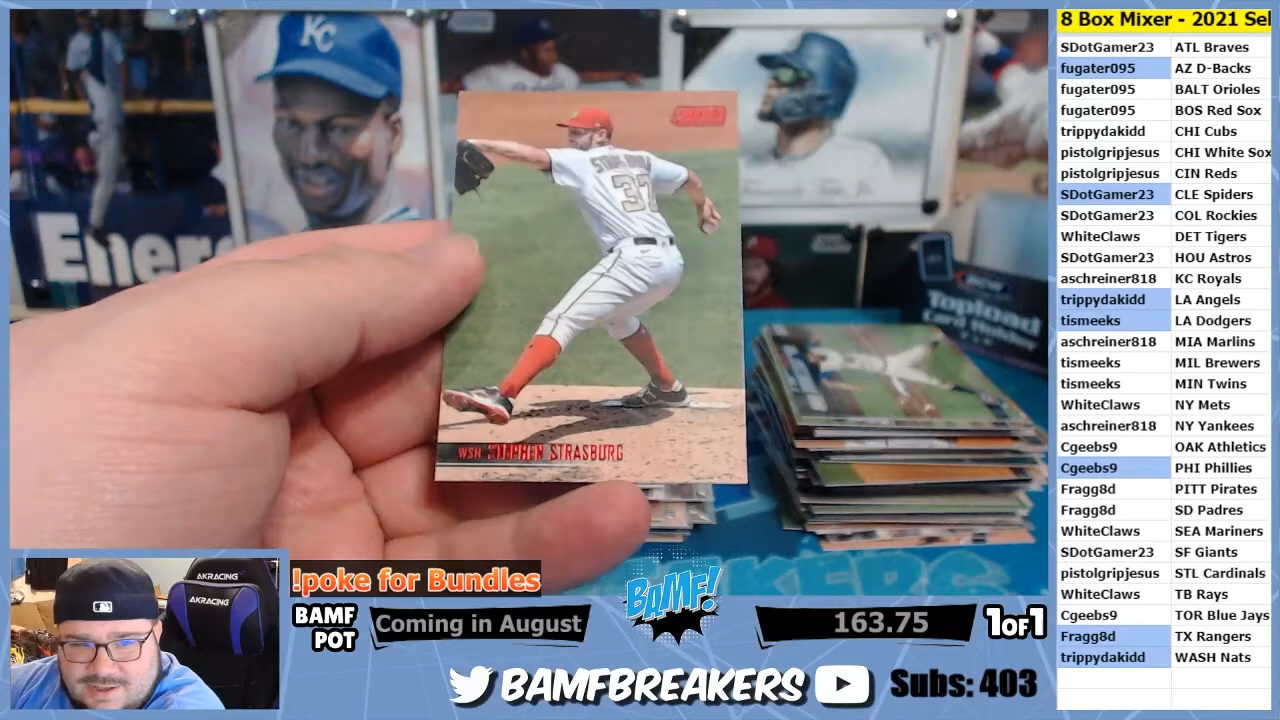 8 Box Mixer - 2021 Sel
SDotGamer23 ATL Braves
fugater095 AZ D-Backs
fugater095 BALT Orioles
fugater095 BOS Red Sox
trippydakidd CHI Cubs
pistolgripjesus CHI White Sox
pistolgripjesus CIN Reds
SDotGamer23 CLE Spiders
SDotGamer23 COL Rockies
WhiteClaws DET Tigers
SDotGamer23 HOU Astros
aschreiner818 KC Royals
trippydakidd LA Angels
tismeeks LA Dodgers
aschreiner818 MIA Marlins
tismeeks MIL Brewers
tismeeks MIN Twins
WhiteClaws NY Mets
aschreiner818 NY Yankees
Cgeebs9 OAK Athletics
Cgeebs9 PHI Phillies
Fragg8d PITT Pirates
Fragg8d SD Padres
WhiteClaws SEA Mariners
SDotGamer23 SF Giants
pistolgripjesus STL Cardinals
WhiteClaws TB Rays
Cgeebs9 TOR Blue Jays
Fragg8d TX Rangers
trippydakidd WASH Nats
KC
Ener
37
WSH STEPHEN STRASBURG
Topload
Card Holder
AKRACING
AKRACING
!poke for Bundles
BAMF
POT
Coming in August
BAMF!
163.75
1OF1
BAMFBREAKERS
Subs: 403